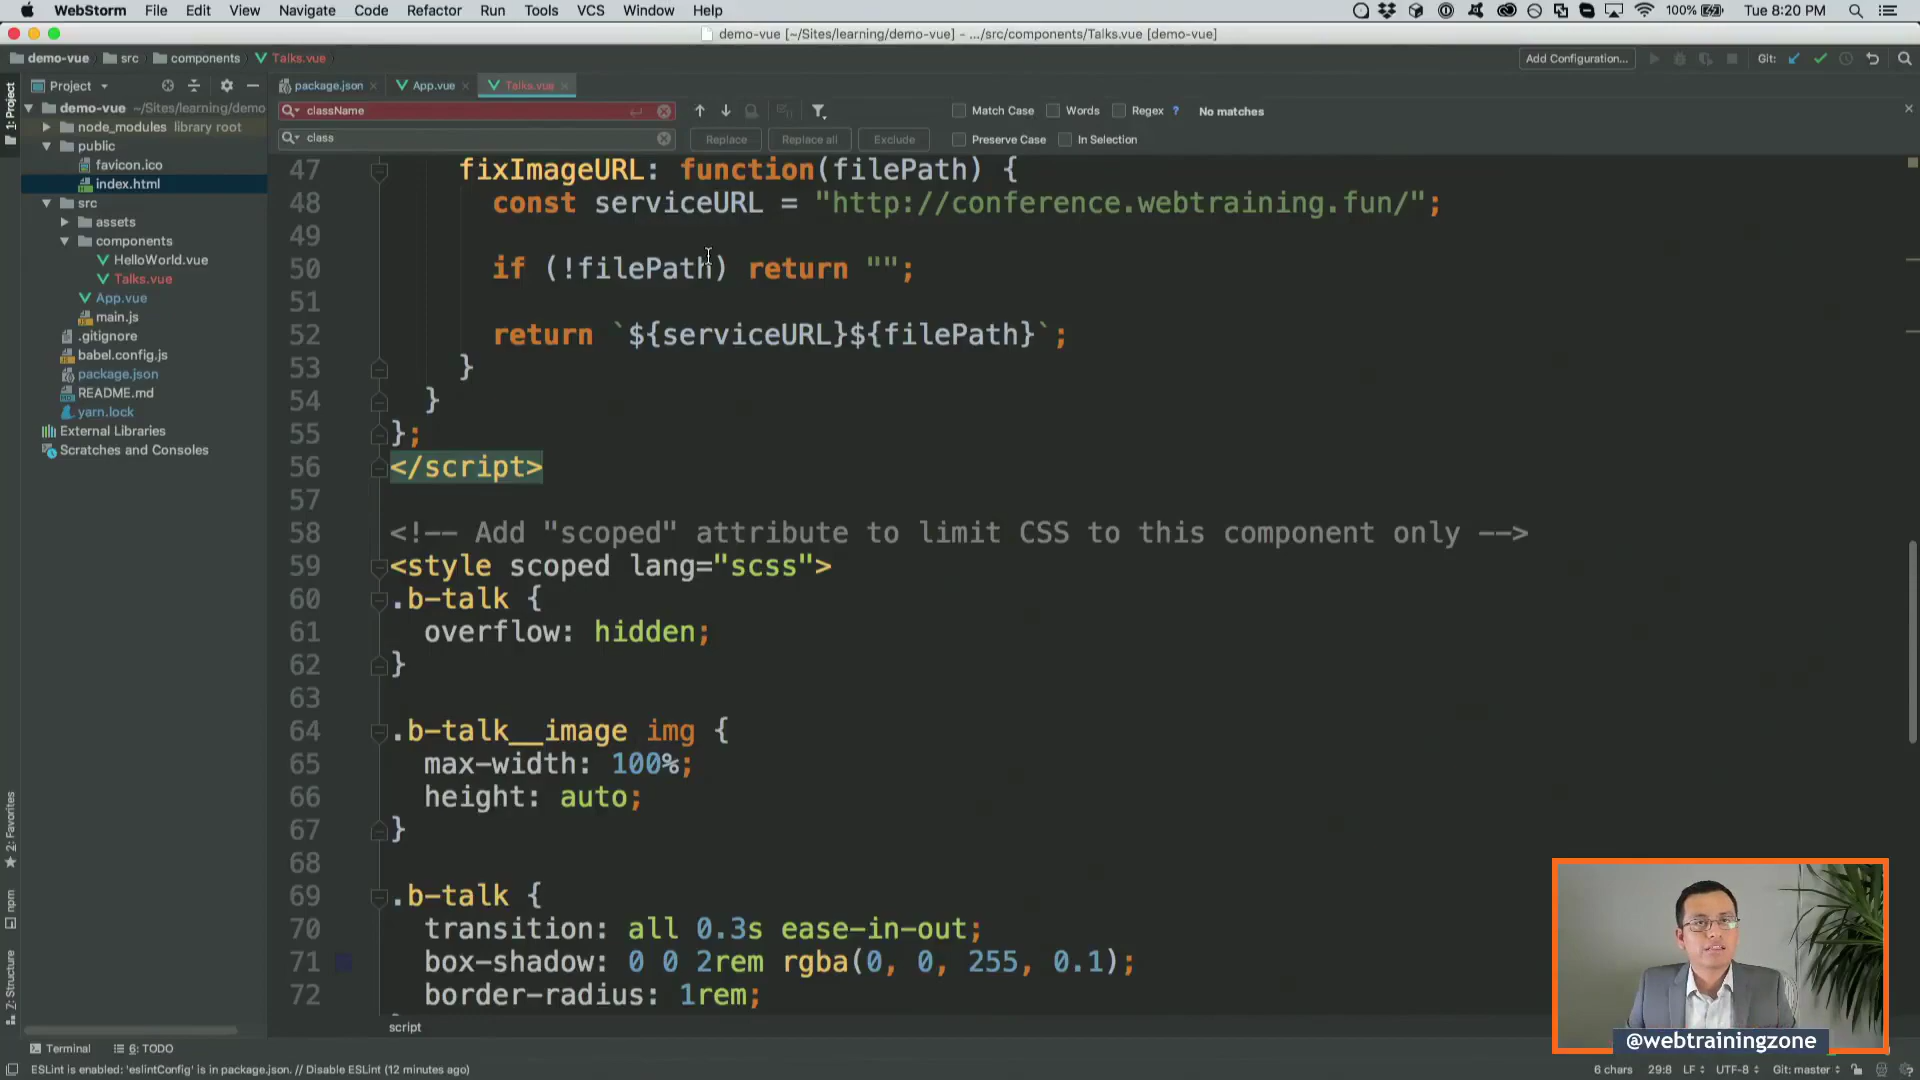 WebStorm File Edit View Navigate Code Refactor Run Tools VCS Window Help 100% Tue 8:20 PM
demo-vue [~/Sites/learning/demo-vue] – .../src/components/Talks.vue [demo-vue]
demo-vue src components Talks.vue Add Configuration... Git:
Project package.json App.vue Talks.vue
className Match Case Words Regex ? No matches
class Replace Replace all Exclude Preserve Case In Selection
1: Project
demo-vue ~/Sites/learning/demo
node_modules library root
public
favicon.ico
index.html
src
assets
components
HelloWorld.vue
Talks.vue
App.vue
main.js
.gitignore
babel.config.js
package.json
README.md
yarn.lock
External Libraries
Scratches and Consoles
2: Favorites
npm
Z: Structure
47 fixImageURL: function(filePath) {
48 const serviceURL = "http://conference.webtraining.fun/";
49
50 if (!filePath) return "";
51
52 return `${serviceURL}${filePath}`;
53 }
54 }
55 };
56 </script>
57
58 <!-- Add "scoped" attribute to limit CSS to this component only -->
59 <style scoped lang="scss">
60 .b-talk {
61 overflow: hidden;
62 }
63
64 .b-talk__image img {
65 max-width: 100%;
66 height: auto;
67 }
68
69 .b-talk {
70 transition: all 0.3s ease-in-out;
71 box-shadow: 0 0 2rem rgba(0, 0, 255, 0.1);
72 border-radius: 1rem;
script
@webtrainingzone
Terminal 6: TODO
ESLint is enabled: 'eslintConfig' is in package.json. // Disable ESLint (12 minutes ago) 6 chars 29:8 LF UTF-8 Git: master